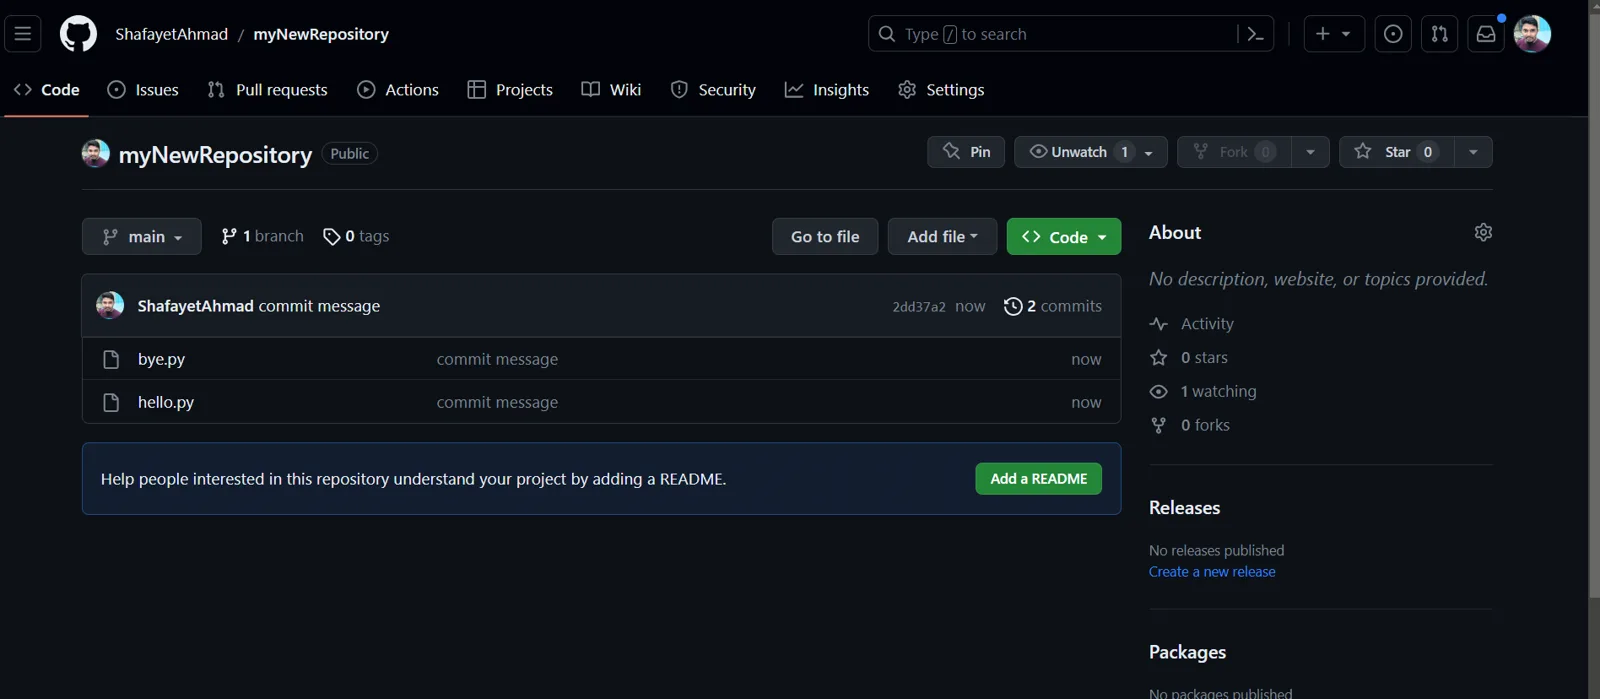 ShafayetAhmad / myNewRepository
Type / to search
Code Issues Pull requests Actions Projects Wiki Security Insights Settings
myNewRepository Public
Pin Unwatch 1 Fork 0 Star 0
main 1 branch 0 tags
Go to file Add file Code
ShafayetAhmad commit message 2dd37a2 now 2 commits
bye.py commit message now
hello.py commit message now
Help people interested in this repository understand your project by adding a README. Add a README
About
No description, website, or topics provided.
Activity
0 stars
1 watching
0 forks
Releases
No releases published
Create a new release
Packages
No packages published